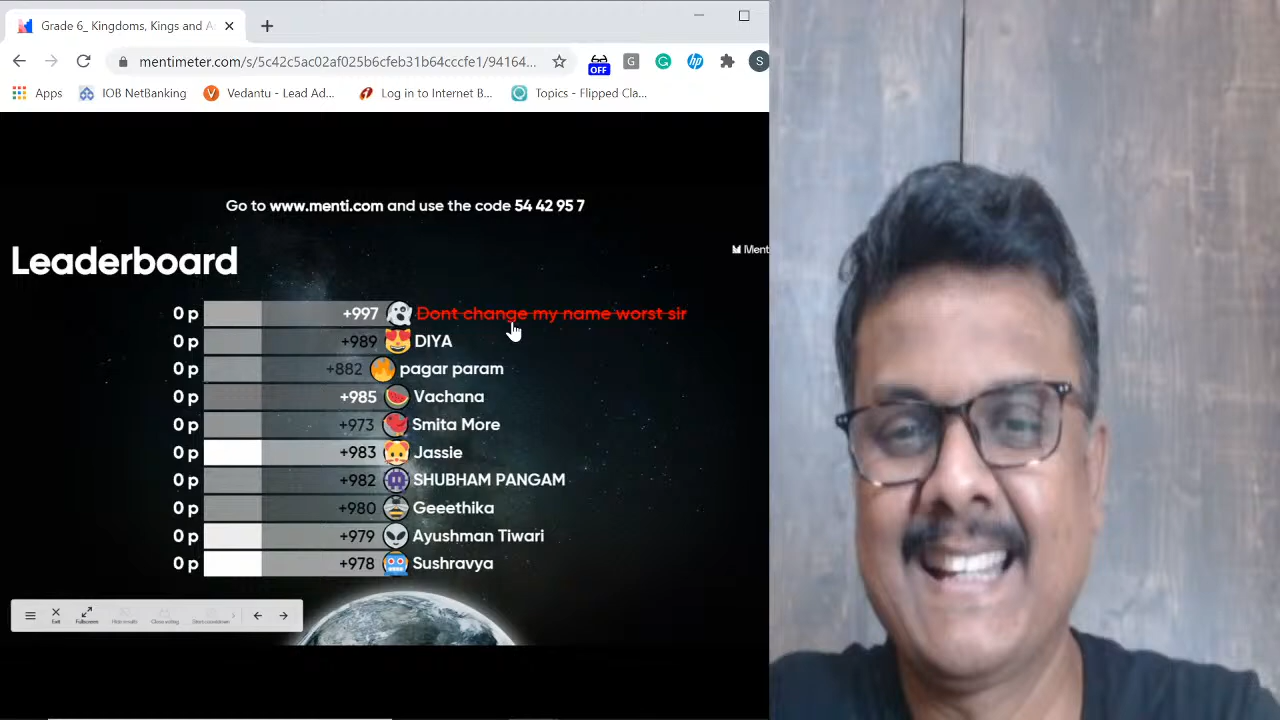 Grade 6_ Kingdoms, Kings and A
mentimeter.com/s/5c42c5ac02af025b6cfeb31b64cccfe1/94164...
OFF
G
hp
S
Apps
IOB NetBanking
Vedantu - Lead Ad...
Log in to Internet B...
Topics - Flipped Cla...
Go to www.menti.com and use the code 54 42 95 7
Ment
Leaderboard
0 p +997 Dont change my name worst sir
0 p +989 DIYA
0 p +882 pagar param
0 p +985 Vachana
0 p +973 Smita More
0 p +983 Jassie
0 p +982 SHUBHAM PANGAM
0 p +980 Geeethika
0 p +979 Ayushman Tiwari
0 p +978 Sushravya
Exit
Fullscreen